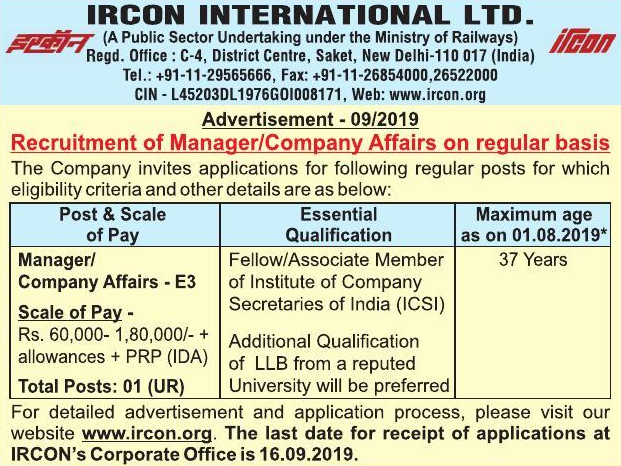 IRCON INTERNATIONAL LTD.
इरकॉन
(A Public Sector Undertaking under the Ministry of Railways)
ircon
Regd. Office : C-4, District Centre, Saket, New Delhi-110 017 (India)
Tel.: +91-11-29565666, Fax: +91-11-26854000,26522000
CIN - L45203DL1976GOI008171, Web: www.ircon.org
Advertisement - 09/2019
Recruitment of Manager/Company Affairs on regular basis
The Company invites applications for following regular posts for which
eligibility criteria and other details are as below:
Post & Scale
of Pay
Essential
Qualification
Maximum age
as on 01.08.2019*
Manager/
Company Affairs - E3
Scale of Pay -
Rs. 60,000- 1,80,000/- +
allowances + PRP (IDA)
Total Posts: 01 (UR)
Fellow/Associate Member
of Institute of Company
Secretaries of India (ICSI)
Additional Qualification
of LLB from a reputed
University will be preferred
37 Years
For detailed advertisement and application process, please visit our
website www.ircon.org. The last date for receipt of applications at
IRCON's Corporate Office is 16.09.2019.